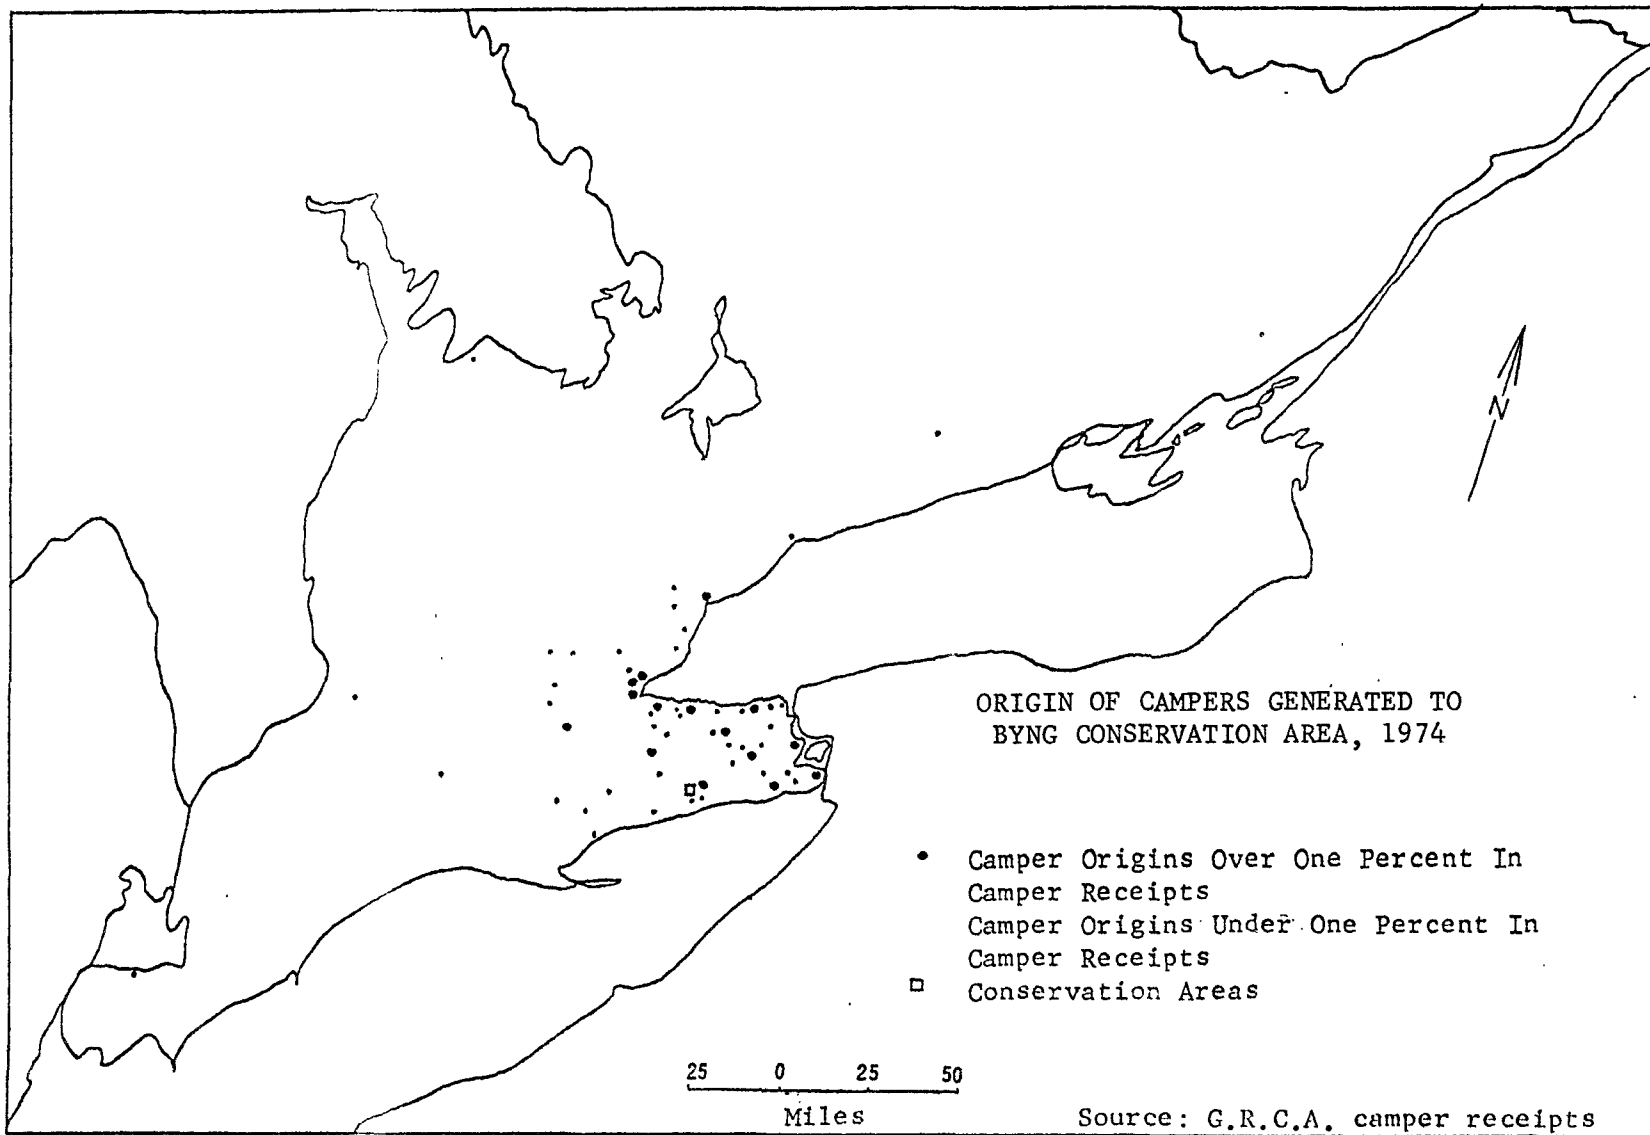 N
ORIGIN OF CAMPERS GENERATED TO
BYNG CONSERVATION AREA, 1974
Camper Origins Over One Percent In
Camper Receipts
Camper Origins Under One Percent In
Camper Receipts
Conservation Areas
25 0 25 50
Miles
Source: G.R.C.A. camper receipts